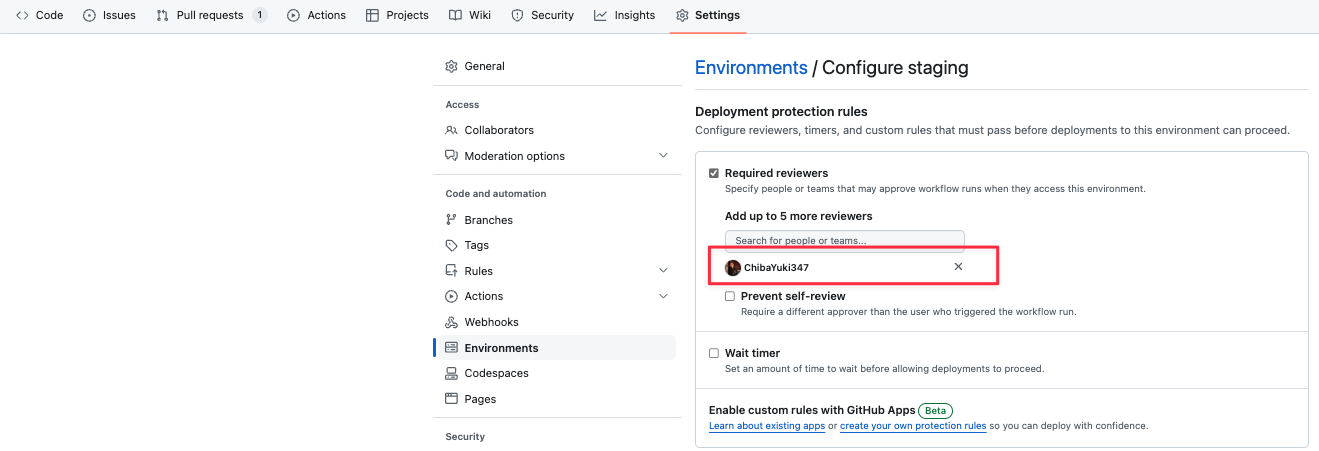 Code Issues Pull requests 1 Actions Projects Wiki Security Insights Settings
General
Access
Collaborators
Moderation options
Code and automation
Branches
Tags
Rules
Actions
Webhooks
Environments
Codespaces
Pages
Security
Environments / Configure staging
Deployment protection rules
Configure reviewers, timers, and custom rules that must pass before deployments to this environment can proceed.
Required reviewers
Specify people or teams that may approve workflow runs when they access this environment.
Add up to 5 more reviewers
Search for people or teams...
ChibaYuki347
Prevent self-review
Require a different approver than the user who triggered the workflow run.
Wait timer
Set an amount of time to wait before allowing deployments to proceed.
Enable custom rules with GitHub Apps Beta
Learn about existing apps or create your own protection rules so you can deploy with confidence.